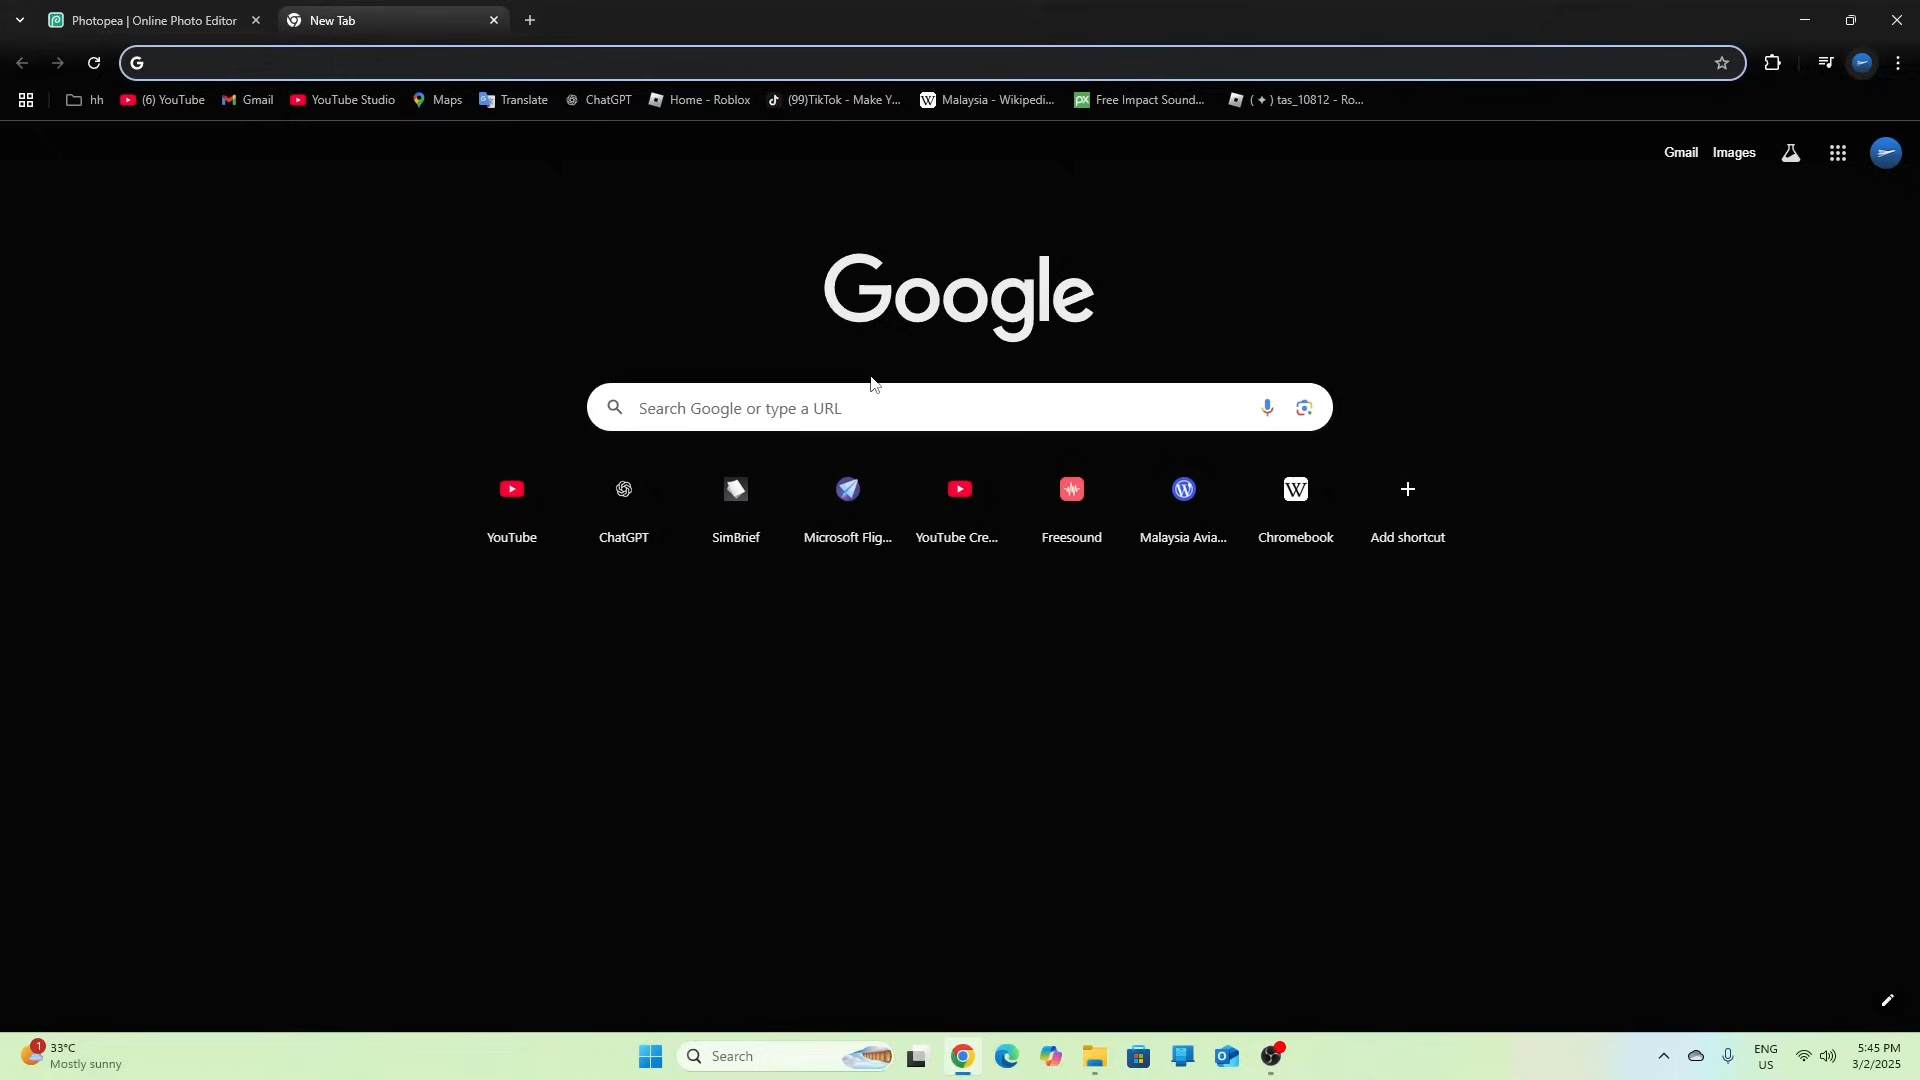 Photopea | Online Photo Editor
New Tab
hh
(6) YouTube
Gmail
YouTube Studio
Maps
Translate
ChatGPT
Home - Roblox
(99)TikTok - Make Y...
Malaysia - Wikipedi...
Free Impact Sound...
( ✦ ) tas_10812 - Ro...
Gmail
Images
Google
Search Google or type a URL
YouTube
ChatGPT
SimBrief
Microsoft Flig...
YouTube Cre...
Freesound
Malaysia Avia...
Chromebook
Add shortcut
1
33°C
Mostly sunny
Search
ENG
US
5:45 PM
3/2/2025